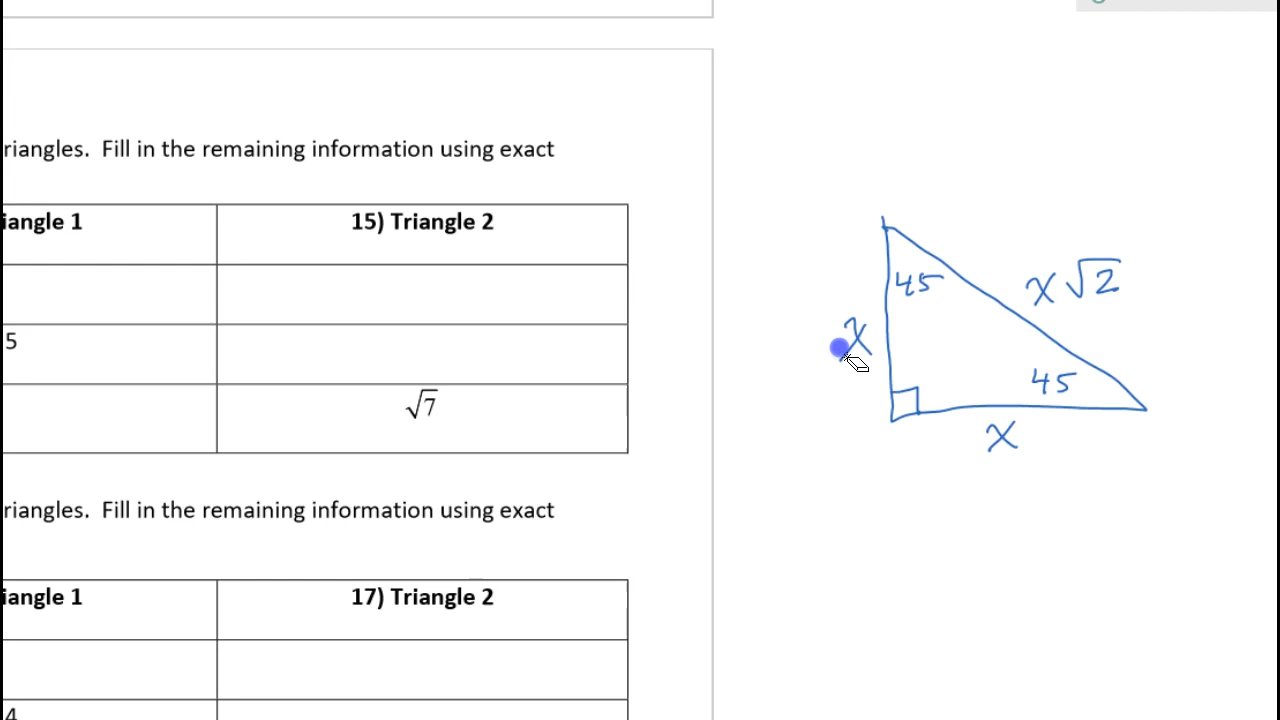 riangles. Fill in the remaining information using exact
iangle 1 15) Triangle 2
5
√7
riangles. Fill in the remaining information using exact
iangle 1 17) Triangle 2
4
45
x√2
x
45
x